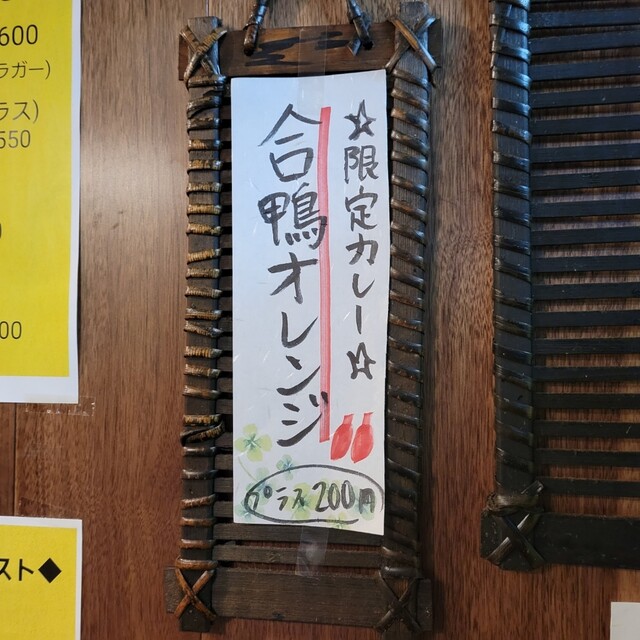 ☆限定カレー☆
合鴨オレンジ
プラス200円
600
ラガー)
ラス)
550
00
スト◆